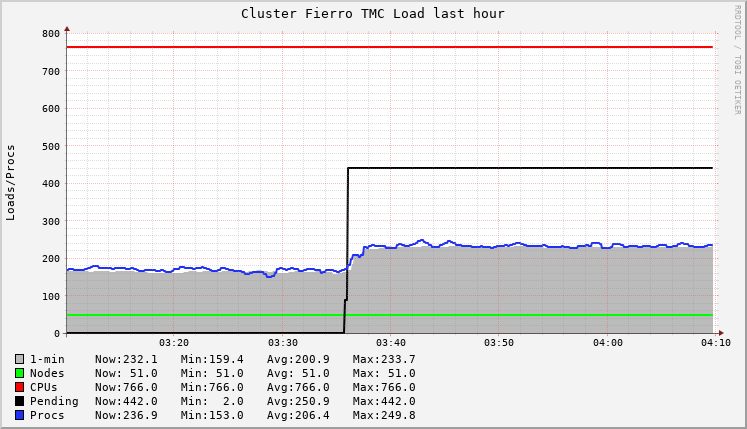 Cluster Fierro TMC Load last hour
RRDTOOL / TOBI OETIKER
Loads/Procs
800
700
600
500
400
300
200
100
0
03:20 03:30 03:40 03:50 04:00 04:10
1-min Now:232.1 Min:159.4 Avg:200.9 Max:233.7
Nodes Now: 51.0 Min: 51.0 Avg: 51.0 Max: 51.0
CPUs Now:766.0 Min:766.0 Avg:766.0 Max:766.0
Pending Now:442.0 Min: 2.0 Avg:250.9 Max:442.0
Procs Now:236.9 Min:153.0 Avg:206.4 Max:249.8